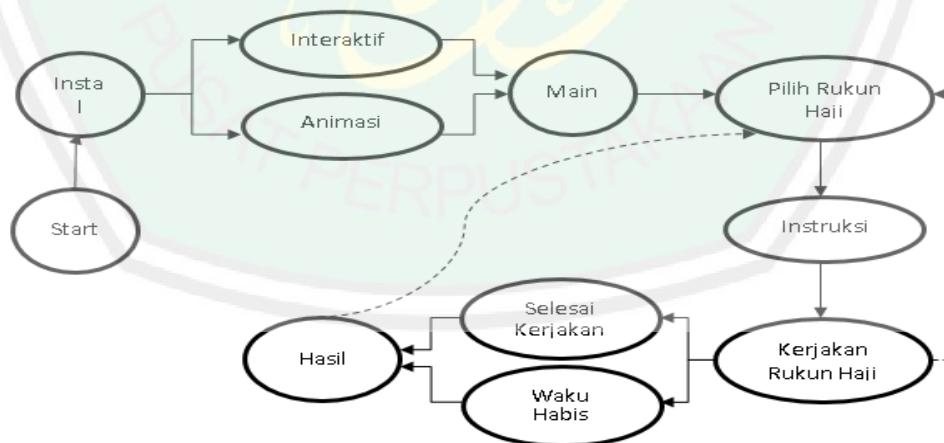 Start
Insta
l
Interaktif
Animasi
Main
Pilih Rukun
Haji
Instruksi
Kerjakan
Rukun Haji
Selesai
Kerjakan
Waku
Habis
Hasil
PUSAT PERPUSTAKAAN